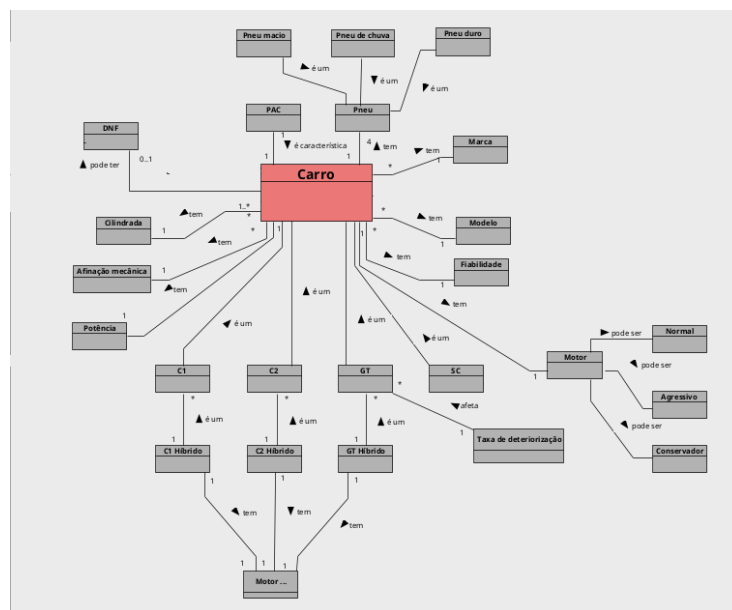 Pneu macio
Pneu de chuva
Pneu duro
é um
é um
é um
PAC
Pneu
1
4
DNF
é característica
tem
Marca
tem
1
pode ter
0..1
1
1
*
Carro
1..*
*
*
tem
Cilindrada
1
tem
Modelo
1
*
1
1
tem
tem
Fiabilidade
1
Afinação mecânica
1
tem
é um
tem
1
Potência
é um
é um
é um
Normal
pode ser
Motor
1
pode ser
C1
C2
GT
SC
*
*
*
*
afeta
Agressivo
é um
é um
é um
pode ser
1
1
1
1
Taxa de deteriorização
C1 Híbrido
C2 Híbrido
GT Híbrido
Conservador
1
1
1
tem
tem
tem
1
1
1
Motor ...